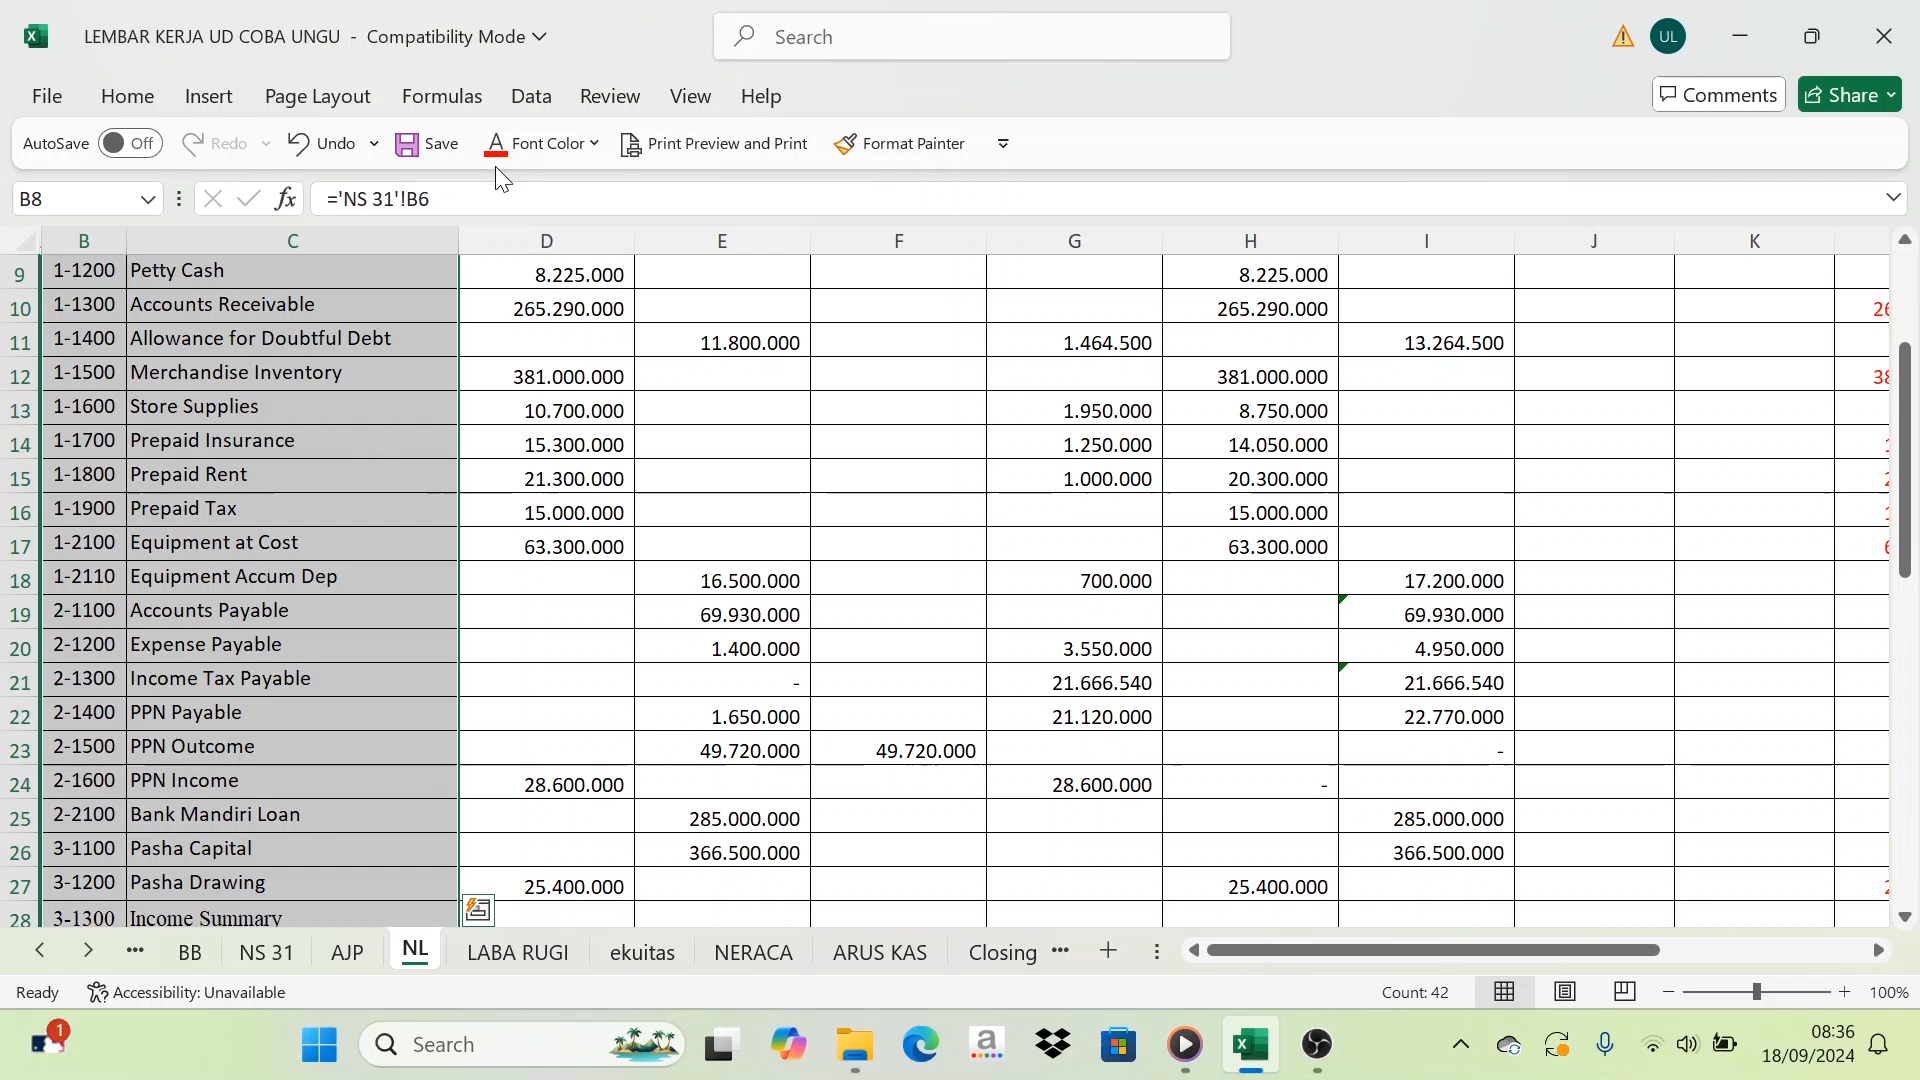 LEMBAR KERJA UD COBA UNGU - Compatibility Mode
Search
UL
File Home Insert Page Layout Formulas Data Review View Help
Comments Share
AutoSave Off Redo Undo Save Font Color Print Preview and Print Format Painter
B8 fx ='NS 31'!B6
B C D E F G H I J K
9 1-1200 Petty Cash 8.225.000 8.225.000
10 1-1300 Accounts Receivable 265.290.000 265.290.000 26
11 1-1400 Allowance for Doubtful Debt 11.800.000 1.464.500 13.264.500
12 1-1500 Merchandise Inventory 381.000.000 381.000.000 38
13 1-1600 Store Supplies 10.700.000 1.950.000 8.750.000
14 1-1700 Prepaid Insurance 15.300.000 1.250.000 14.050.000
15 1-1800 Prepaid Rent 21.300.000 1.000.000 20.300.000
16 1-1900 Prepaid Tax 15.000.000 15.000.000
17 1-2100 Equipment at Cost 63.300.000 63.300.000
18 1-2110 Equipment Accum Dep 16.500.000 700.000 17.200.000
19 2-1100 Accounts Payable 69.930.000 69.930.000
20 2-1200 Expense Payable 1.400.000 3.550.000 4.950.000
21 2-1300 Income Tax Payable - 21.666.540 21.666.540
22 2-1400 PPN Payable 1.650.000 21.120.000 22.770.000
23 2-1500 PPN Outcome 49.720.000 49.720.000 -
24 2-1600 PPN Income 28.600.000 28.600.000 -
25 2-2100 Bank Mandiri Loan 285.000.000 285.000.000
26 3-1100 Pasha Capital 366.500.000 366.500.000
27 3-1200 Pasha Drawing 25.400.000 25.400.000
28 3-1300 Income Summary
BB NS 31 AJP NL LABA RUGI ekuitas NERACA ARUS KAS Closing
Ready Accessibility: Unavailable Count: 42 100%
1 Search 08:36
18/09/2024